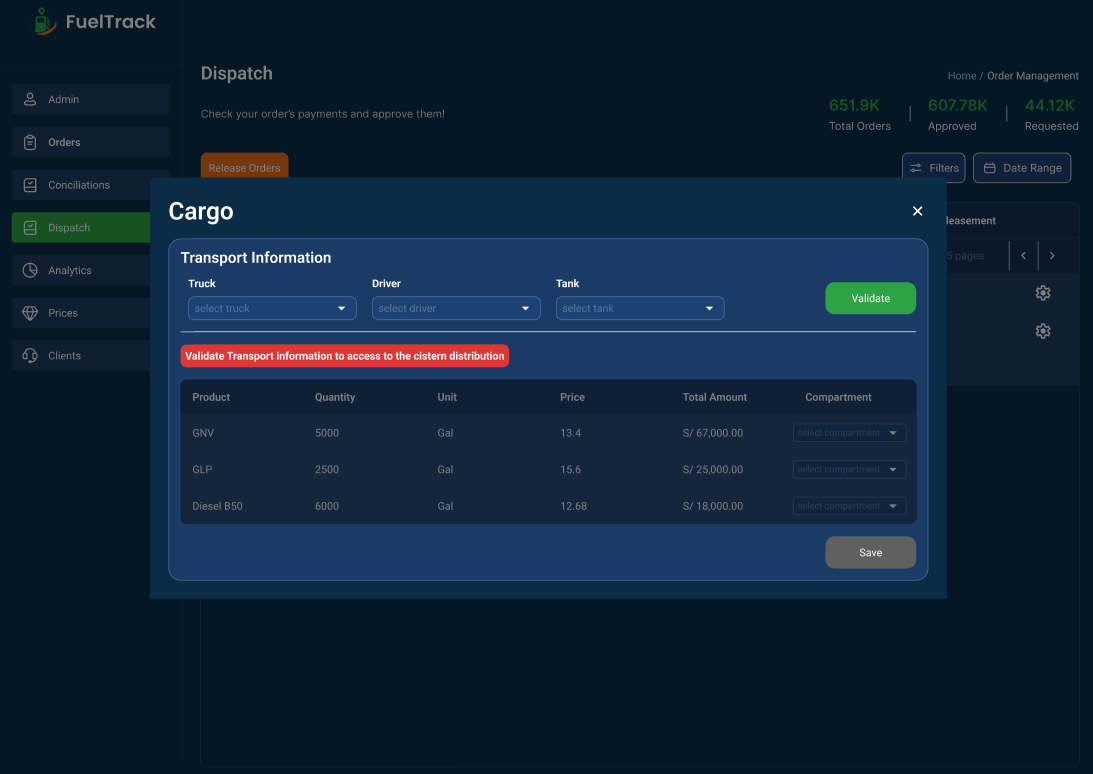 FuelTrack
Admin
Orders
Conciliations
Dispatch
Analytics
Prices
Clients
Dispatch
Home / Order Management
Check your order's payments and approve them!
651.9K
Total Orders
607.78K
Approved
44.12K
Requested
Release Orders
Filters
Date Range
leasement
5 pages
Cargo
Transport Information
Truck Driver Tank
select truck select driver select tank
Validate
Validate Transport information to access to the cistern distribution
Product Quantity Unit Price Total Amount Compartment
GNV 5000 Gal 13.4 S/ 67,000.00 select compartment
GLP 2500 Gal 15.6 S/ 25,000.00 select compartment
Diesel B50 6000 Gal 12.68 S/ 18,000.00 select compartment
Save